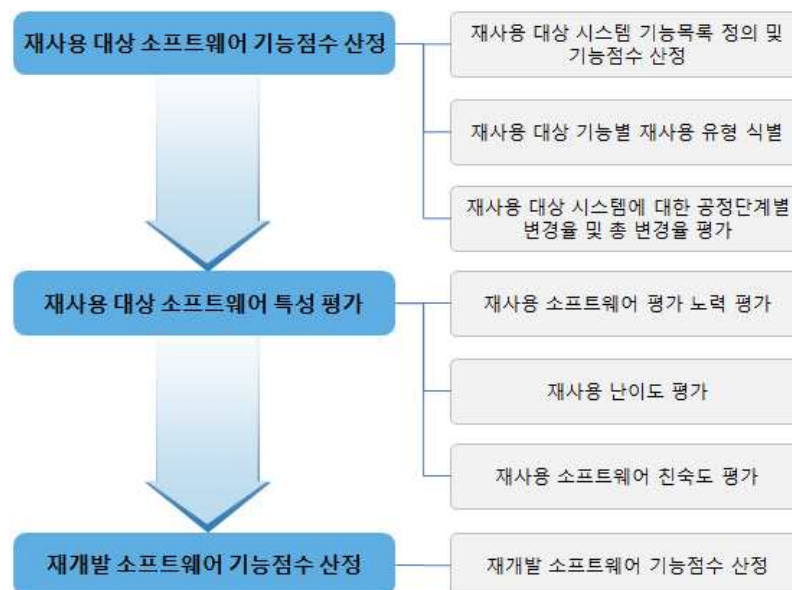 재사용 대상 소프트웨어 기능점수 산정
재사용 대상 시스템 기능목록 정의 및
기능점수 산정
재사용 대상 기능별 재사용 유형 식별
재사용 대상 시스템에 대한 공정단계별
변경율 및 총 변경율 평가
재사용 대상 소프트웨어 특성 평가
재사용 소프트웨어 평가 노력 평가
재사용 난이도 평가
재사용 소프트웨어 친숙도 평가
재개발 소프트웨어 기능점수 산정
재개발 소프트웨어 기능점수 산정